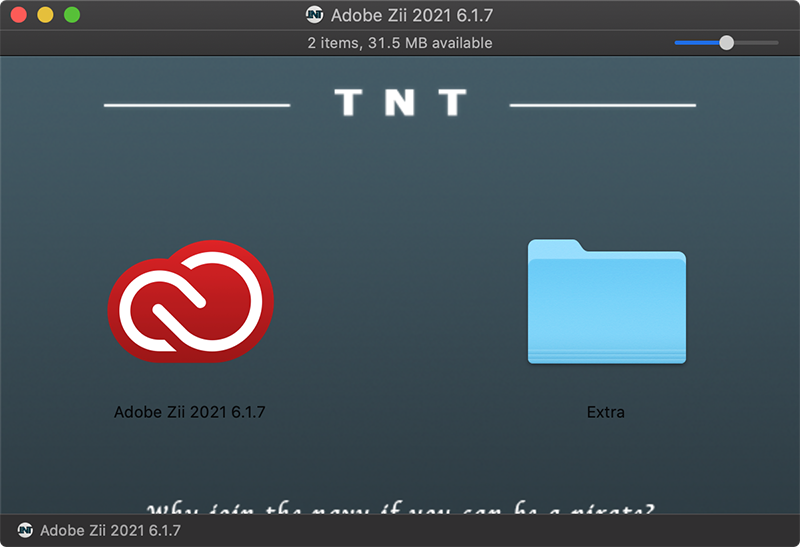 TNT Adobe Zii 2021 6.1.7
2 items, 31.5 MB available
T N T
Adobe Zii 2021 6.1.7
Extra
Why join the navy if you can be a pirate?
TNT Adobe Zii 2021 6.1.7